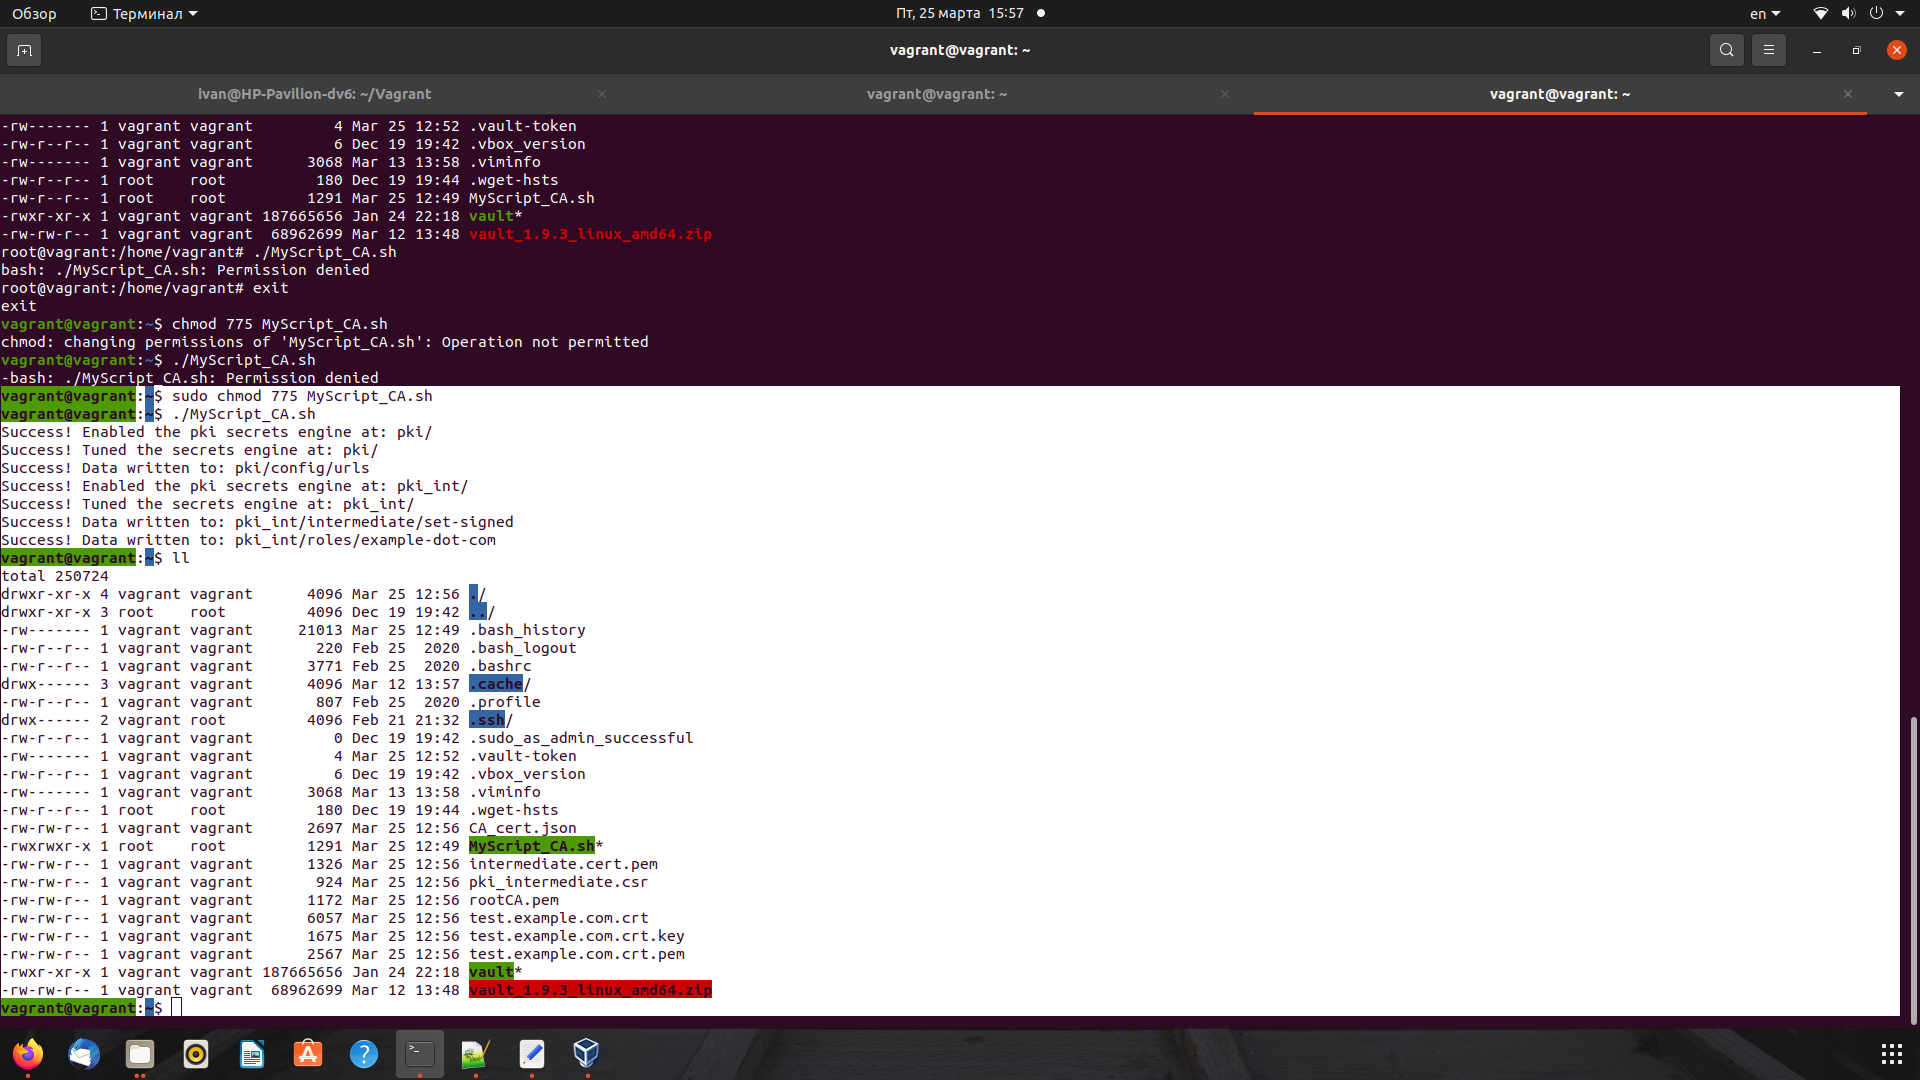 Обзор Терминал Пт, 25 марта 15:57 en
vagrant@vagrant: ~
ivan@HP-Pavilion-dv6: ~/Vagrant vagrant@vagrant: ~ vagrant@vagrant: ~
-rw------- 1 vagrant vagrant         4 Mar 25 12:52 .vault-token
-rw-r--r-- 1 vagrant vagrant         6 Dec 19 19:42 .vbox_version
-rw------- 1 vagrant vagrant      3068 Mar 13 13:58 .viminfo
-rw-r--r-- 1 root    root          180 Dec 19 19:44 .wget-hsts
-rw-r--r-- 1 root    root         1291 Mar 25 12:49 MyScript_CA.sh
-rwxr-xr-x 1 vagrant vagrant 187665656 Jan 24 22:18 vault*
-rw-rw-r-- 1 vagrant vagrant  68962699 Mar 12 13:48 vault_1.9.3_linux_amd64.zip
root@vagrant:/home/vagrant# ./MyScript_CA.sh
bash: ./MyScript_CA.sh: Permission denied
root@vagrant:/home/vagrant# exit
exit
vagrant@vagrant:~$ chmod 775 MyScript_CA.sh
chmod: changing permissions of 'MyScript_CA.sh': Operation not permitted
vagrant@vagrant:~$ ./MyScript_CA.sh
-bash: ./MyScript_CA.sh: Permission denied
vagrant@vagrant:~$ sudo chmod 775 MyScript_CA.sh
vagrant@vagrant:~$ ./MyScript_CA.sh
Success! Enabled the pki secrets engine at: pki/
Success! Tuned the secrets engine at: pki/
Success! Data written to: pki/config/urls
Success! Enabled the pki secrets engine at: pki_int/
Success! Tuned the secrets engine at: pki_int/
Success! Data written to: pki_int/intermediate/set-signed
Success! Data written to: pki_int/roles/example-dot-com
vagrant@vagrant:~$ ll
total 250724
drwxr-xr-x 4 vagrant vagrant      4096 Mar 25 12:56 ./
drwxr-xr-x 3 root    root         4096 Dec 19 19:42 ../
-rw------- 1 vagrant vagrant     21013 Mar 25 12:49 .bash_history
-rw-r--r-- 1 vagrant vagrant       220 Feb 25  2020 .bash_logout
-rw-r--r-- 1 vagrant vagrant      3771 Feb 25  2020 .bashrc
drwx------ 3 vagrant vagrant      4096 Mar 12 13:57 .cache/
-rw-r--r-- 1 vagrant vagrant       807 Feb 25  2020 .profile
drwx------ 2 vagrant root         4096 Feb 21 21:32 .ssh/
-rw-r--r-- 1 vagrant vagrant         0 Dec 19 19:42 .sudo_as_admin_successful
-rw------- 1 vagrant vagrant         4 Mar 25 12:52 .vault-token
-rw-r--r-- 1 vagrant vagrant         6 Dec 19 19:42 .vbox_version
-rw------- 1 vagrant vagrant      3068 Mar 13 13:58 .viminfo
-rw-r--r-- 1 root    root          180 Dec 19 19:44 .wget-hsts
-rw-rw-r-- 1 vagrant vagrant      2697 Mar 25 12:56 CA_cert.json
-rwxrwxr-x 1 root    root         1291 Mar 25 12:49 MyScript_CA.sh*
-rw-rw-r-- 1 vagrant vagrant      1326 Mar 25 12:56 intermediate.cert.pem
-rw-rw-r-- 1 vagrant vagrant       924 Mar 25 12:56 pki_intermediate.csr
-rw-rw-r-- 1 vagrant vagrant      1172 Mar 25 12:56 rootCA.pem
-rw-rw-r-- 1 vagrant vagrant      6057 Mar 25 12:56 test.example.com.crt
-rw-rw-r-- 1 vagrant vagrant      1675 Mar 25 12:56 test.example.com.crt.key
-rw-rw-r-- 1 vagrant vagrant      2567 Mar 25 12:56 test.example.com.crt.pem
-rwxr-xr-x 1 vagrant vagrant 187665656 Jan 24 22:18 vault*
-rw-rw-r-- 1 vagrant vagrant  68962699 Mar 12 13:48 vault_1.9.3_linux_amd64.zip
vagrant@vagrant:~$